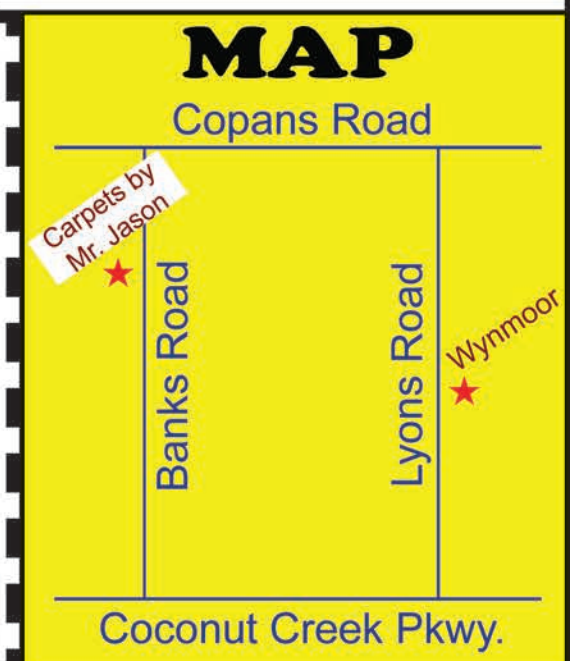 MAP
Copans Road
Carpets by
Mr. Jason
Banks Road
Lyons Road
Wynmoor
Coconut Creek Pkwy.